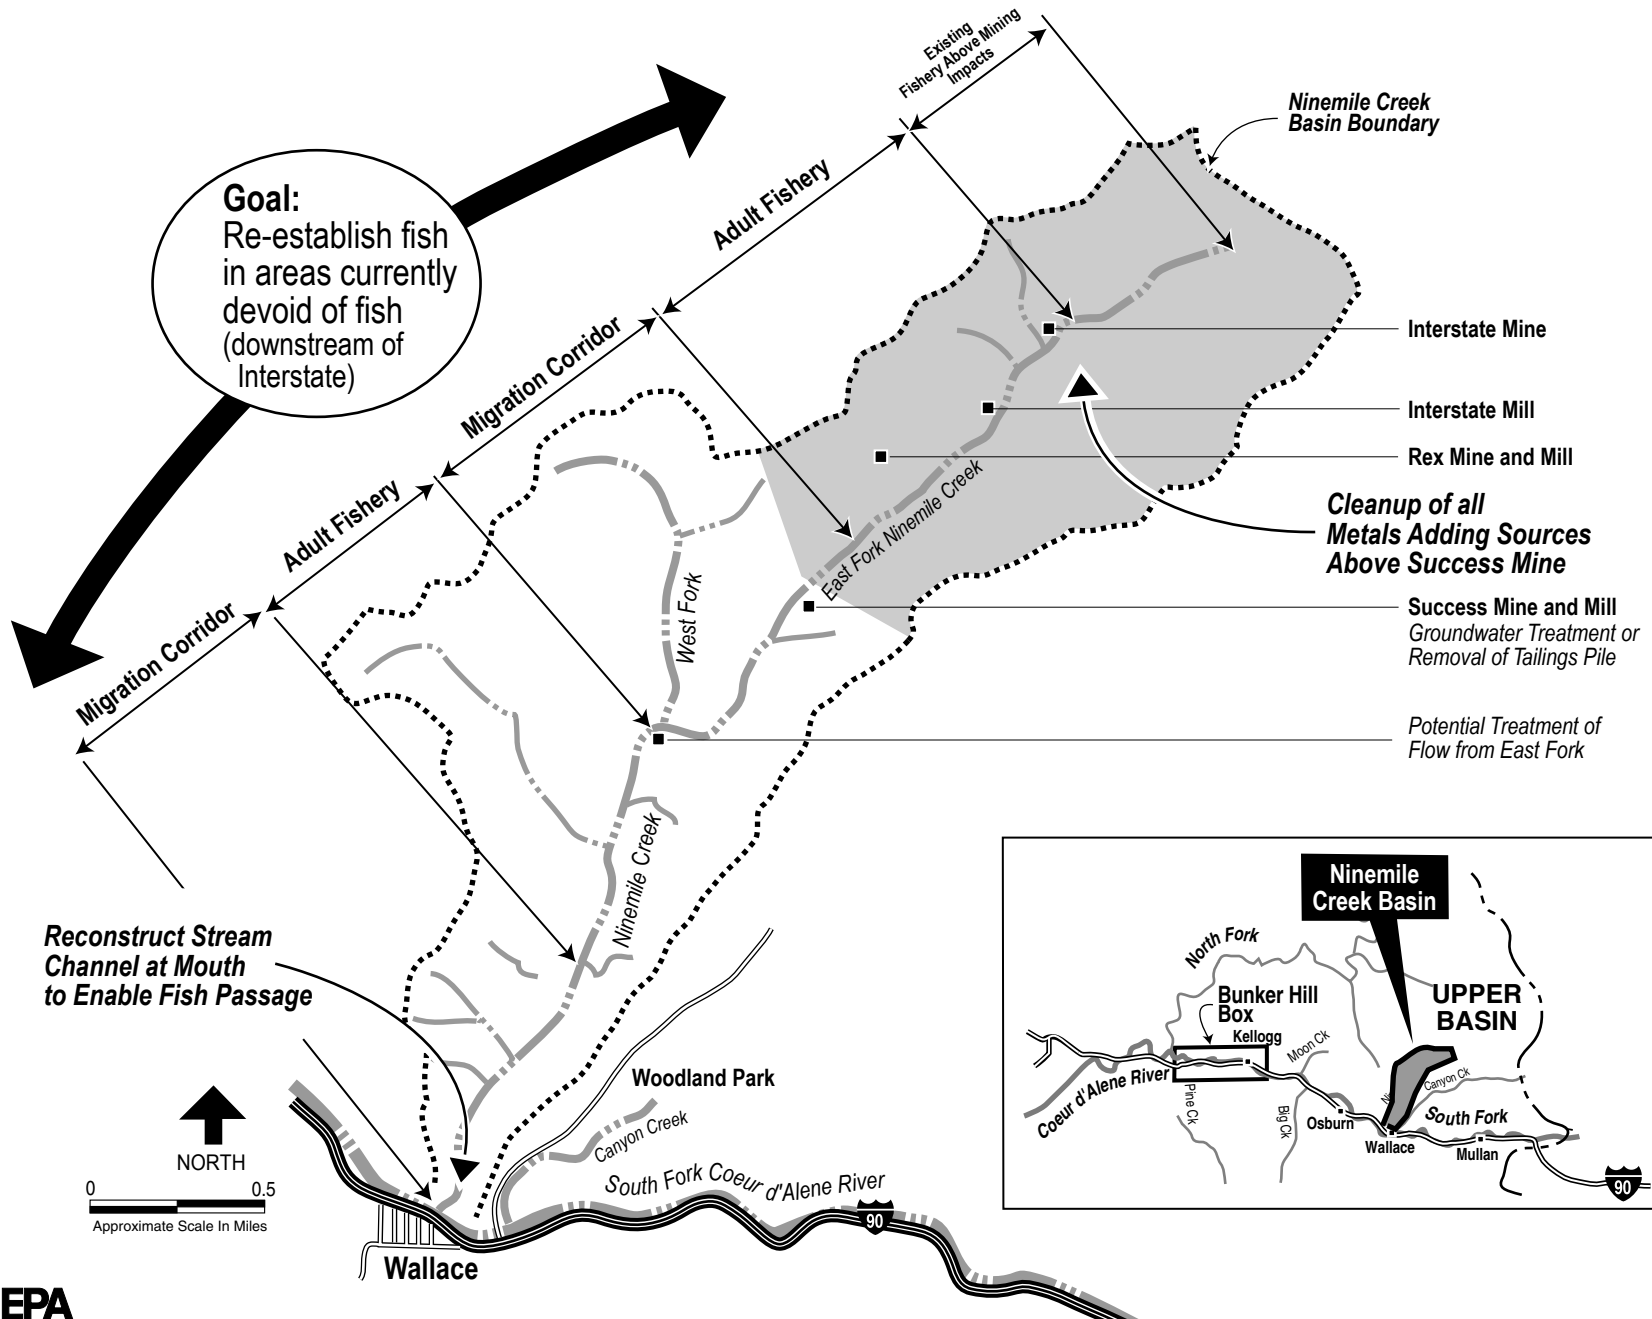 Existing
Fishery Above Mining
Impacts
Ninemile Creek
Basin Boundary
Goal:
Re-establish fish
in areas currently
devoid of fish
(downstream of
Interstate)
Adult Fishery
Migration Corridor
Adult Fishery
Migration Corridor
Interstate Mine
Interstate Mill
Rex Mine and Mill
Cleanup of all
Metals Adding Sources
Above Success Mine
Success Mine and Mill
Groundwater Treatment or
Removal of Tailings Pile
Potential Treatment of
Flow from East Fork
East Fork Ninemile Creek
West Fork
Ninemile Creek
Reconstruct Stream
Channel at Mouth
to Enable Fish Passage
NORTH
0 0.5
Approximate Scale In Miles
Woodland Park
Canyon Creek
South Fork Coeur d'Alene River
90
Wallace
EPA
Ninemile
Creek Basin
North Fork
UPPER
BASIN
Bunker Hill
Box
Kellogg
Moon Ck
Coeur d'Alene River
Pine Ck
Big Ck
Canyon Ck
Osburn
South Fork
Wallace
Mullan
90